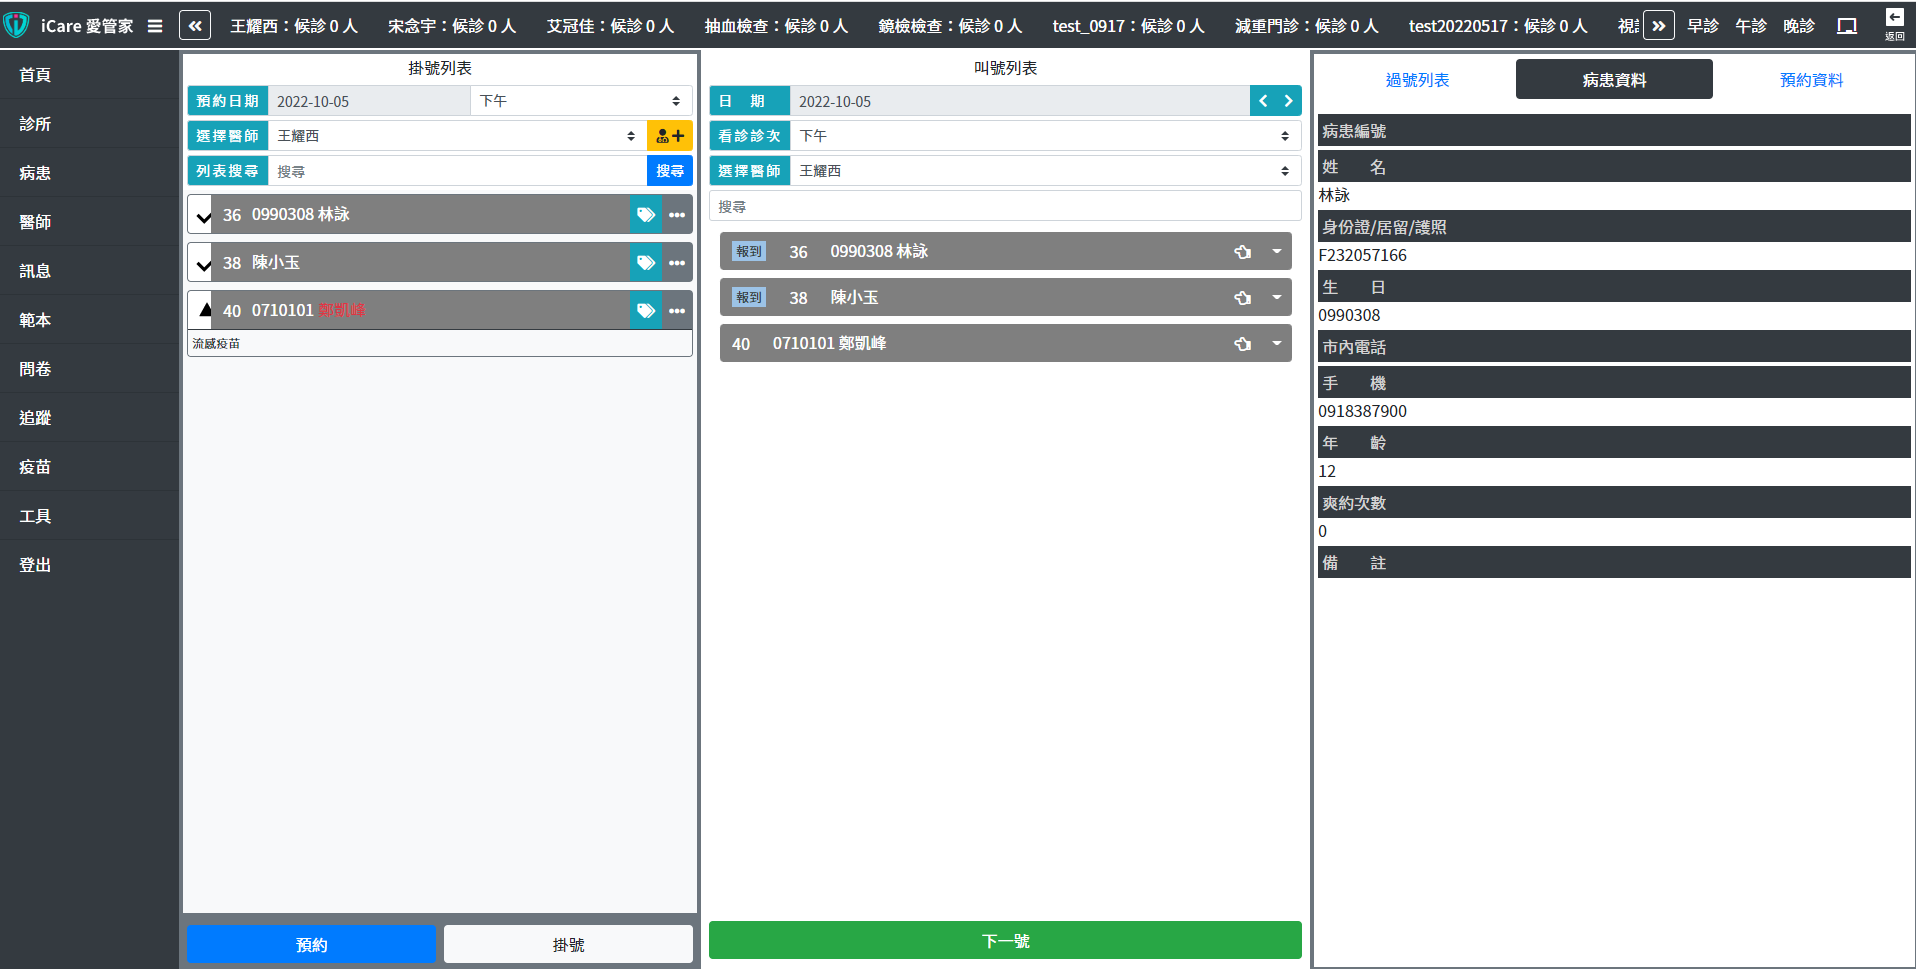 iCare 愛管家
王耀西：候診 0 人 宋念宇：候診 0 人 艾冠佳：候診 0 人 抽血檢查：候診 0 人 鏡檢檢查：候診 0 人 test_0917：候診 0 人 減重門診：候診 0 人 test20220517：候診 0 人
早診 午診 晚診
返回
首頁
診所
病患
醫師
訊息
範本
問卷
追蹤
疫苗
工具
登出
掛號列表
預約日期 2022-10-05 下午
選擇醫師 王耀西
列表搜尋 搜尋 搜尋
36 0990308 林詠
38 陳小玉
40 0710101 鄭凱峰
流感疫苗
預約 掛號
叫號列表
日 期 2022-10-05
看診診次 下午
選擇醫師 王耀西
搜尋
報到 36 0990308 林詠
報到 38 陳小玉
40 0710101 鄭凱峰
下一號
過號列表 病患資料 預約資料
病患編號
姓 名
林詠
身份證/居留/護照
F232057166
生 日
0990308
市內電話
手 機
0918387900
年 齡
12
爽約次數
0
備 註